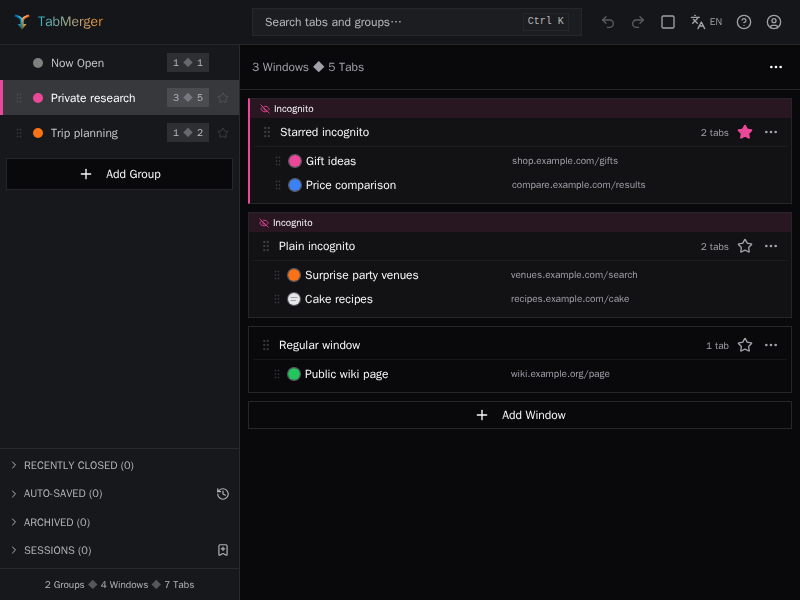 TabMerger
Search tabs and groups···
Ctrl K
EN
Now Open
1 ◆ 1
Private research
3 ◆ 5
Trip planning
1 ◆ 2
Add Group
RECENTLY CLOSED (0)
AUTO-SAVED (0)
ARCHIVED (0)
SESSIONS (0)
2 Groups ◆ 4 Windows ◆ 7 Tabs
3 Windows ◆ 5 Tabs
Incognito
Starred incognito
2 tabs
Gift ideas
shop.example.com/gifts
Price comparison
compare.example.com/results
Incognito
Plain incognito
2 tabs
Surprise party venues
venues.example.com/search
Cake recipes
recipes.example.com/cake
Regular window
1 tab
Public wiki page
wiki.example.org/page
Add Window